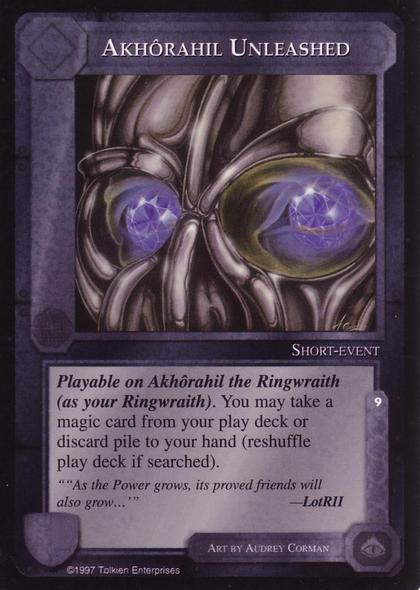 AKHÔRAHIL UNLEASHED
AC
SHORT-EVENT
Playable on Akhôrahil the Ringwraith
(as your Ringwraith). You may take a
magic card from your play deck or
discard pile to your hand (reshuffle
play deck if searched).
9
““As the Power grows, its proved friends will
also grow…’” —LotRII
ART BY AUDREY CORMAN
©1997 Tolkien Enterprises